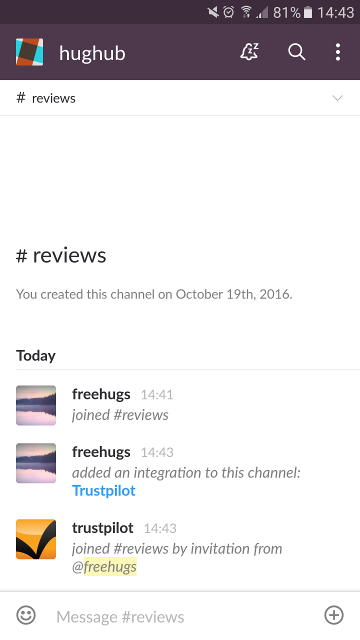 81% 14:43
hughub
# reviews
# reviews
You created this channel on October 19th, 2016.
Today
freehugs 14:41
joined #reviews
freehugs 14:43
added an integration to this channel:
Trustpilot
trustpilot 14:43
joined #reviews by invitation from
@freehugs
Message #reviews